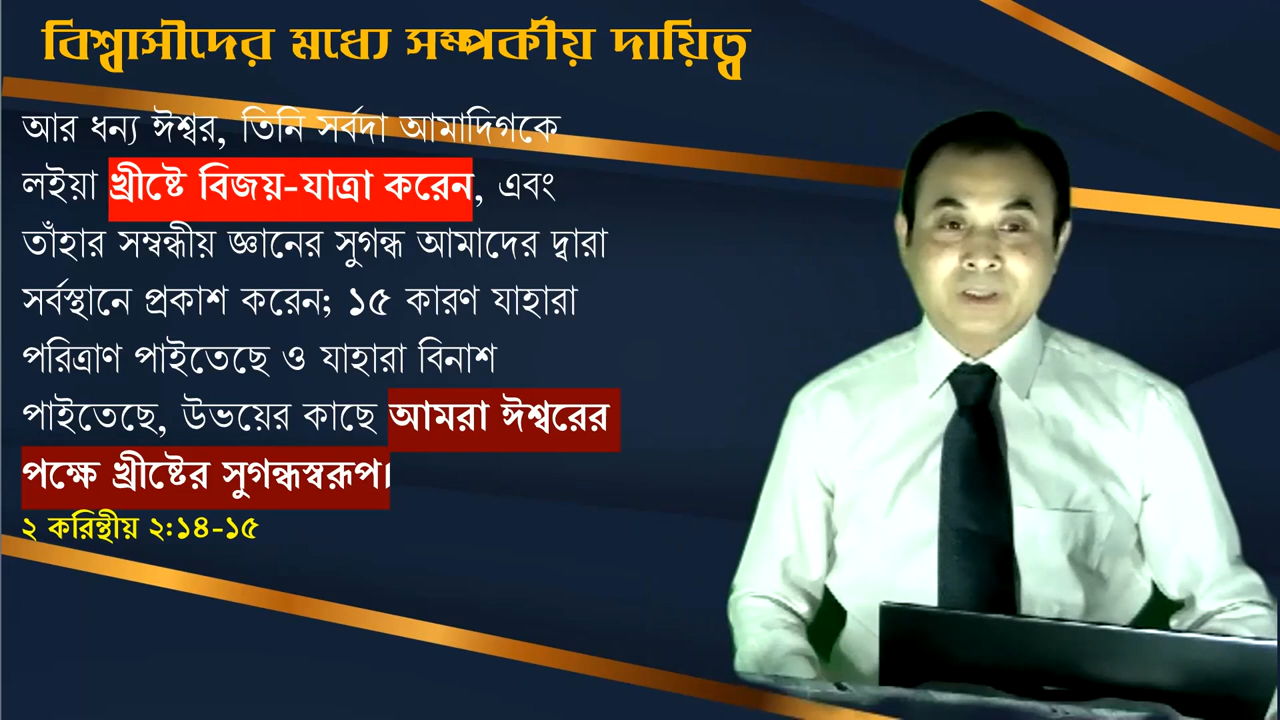 বিশ্বাসীদের মধ্যে সম্পর্কীয় দায়িত্ব
আর ধন্য ঈশ্বর, তিনি সর্বদা আমাদিগকে
লইয়া খ্রীষ্টে বিজয়-যাত্রা করেন, এবং
তাঁহার সম্বন্ধীয় জ্ঞানের সুগন্ধ আমাদের দ্বারা
সর্বস্থানে প্রকাশ করেন; ১৫ কারণ যাহারা
পরিত্রাণ পাইতেছে ও যাহারা বিনাশ
পাইতেছে, উভয়ের কাছে আমরা ঈশ্বরের
পক্ষে খ্রীষ্টের সুগন্ধস্বরূপ।
২ করিন্থীয় ২:১৪-১৫